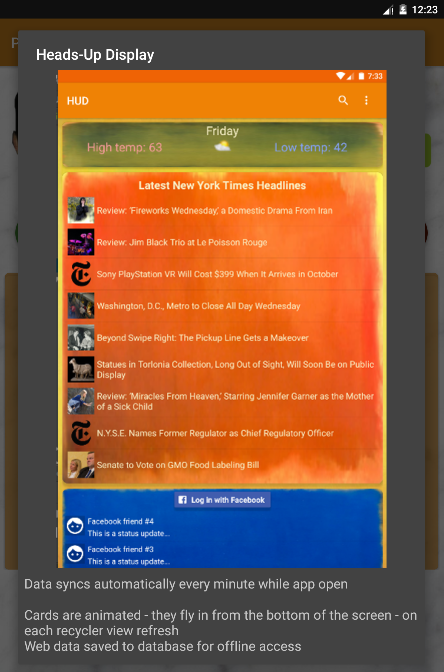 12:23
P
Heads-Up Display
7:33
HUD
Friday
High temp: 63
Low temp: 42
Latest New York Times Headlines
Review: 'Fireworks Wednesday,' a Domestic Drama From Iran
Review: Jim Black Trio at Le Poisson Rouge
Sony PlayStation VR Will Cost $399 When It Arrives in October
Washington, D.C., Metro to Close All Day Wednesday
Beyond Swipe Right: The Pickup Line Gets a Makeover
Statues in Torlonia Collection, Long Out of Sight, Will Soon Be on Public
Display
Review: 'Miracles From Heaven,' Starring Jennifer Garner as the Mother
of a Sick Child
N.Y.S.E. Names Former Regulator as Chief Regulatory Officer
Senate to Vote on GMO Food Labeling Bill
Log in with Facebook
Facebook friend #4
This is a status update...
Facebook friend #3
This is a status update...
Data syncs automatically every minute while app open
Cards are animated - they fly in from the bottom of the screen - on
each recycler view refresh
Web data saved to database for offline access